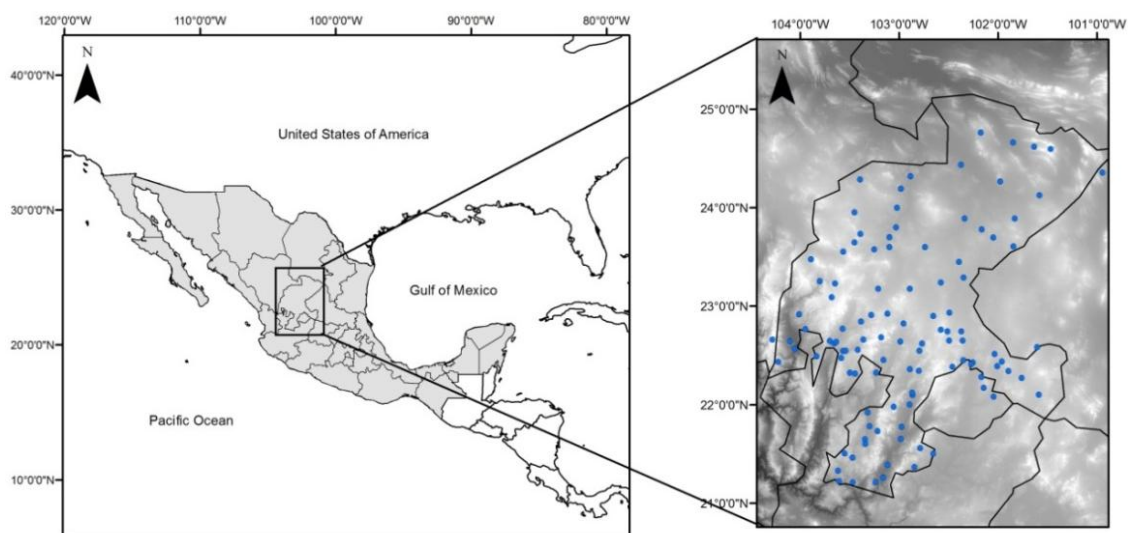 120°0'0"W 110°0'0"W 100°0'0"W 90°0'0"W 80°0'0"W
N
40°0'0"N
United States of America
30°0'0"N
Gulf of Mexico
20°0'0"N
Pacific Ocean
10°0'0"N
104°0'0"W 103°0'0"W 102°0'0"W 101°0'0"W
N
25°0'0"N
24°0'0"N
23°0'0"N
22°0'0"N
21°0'0"N